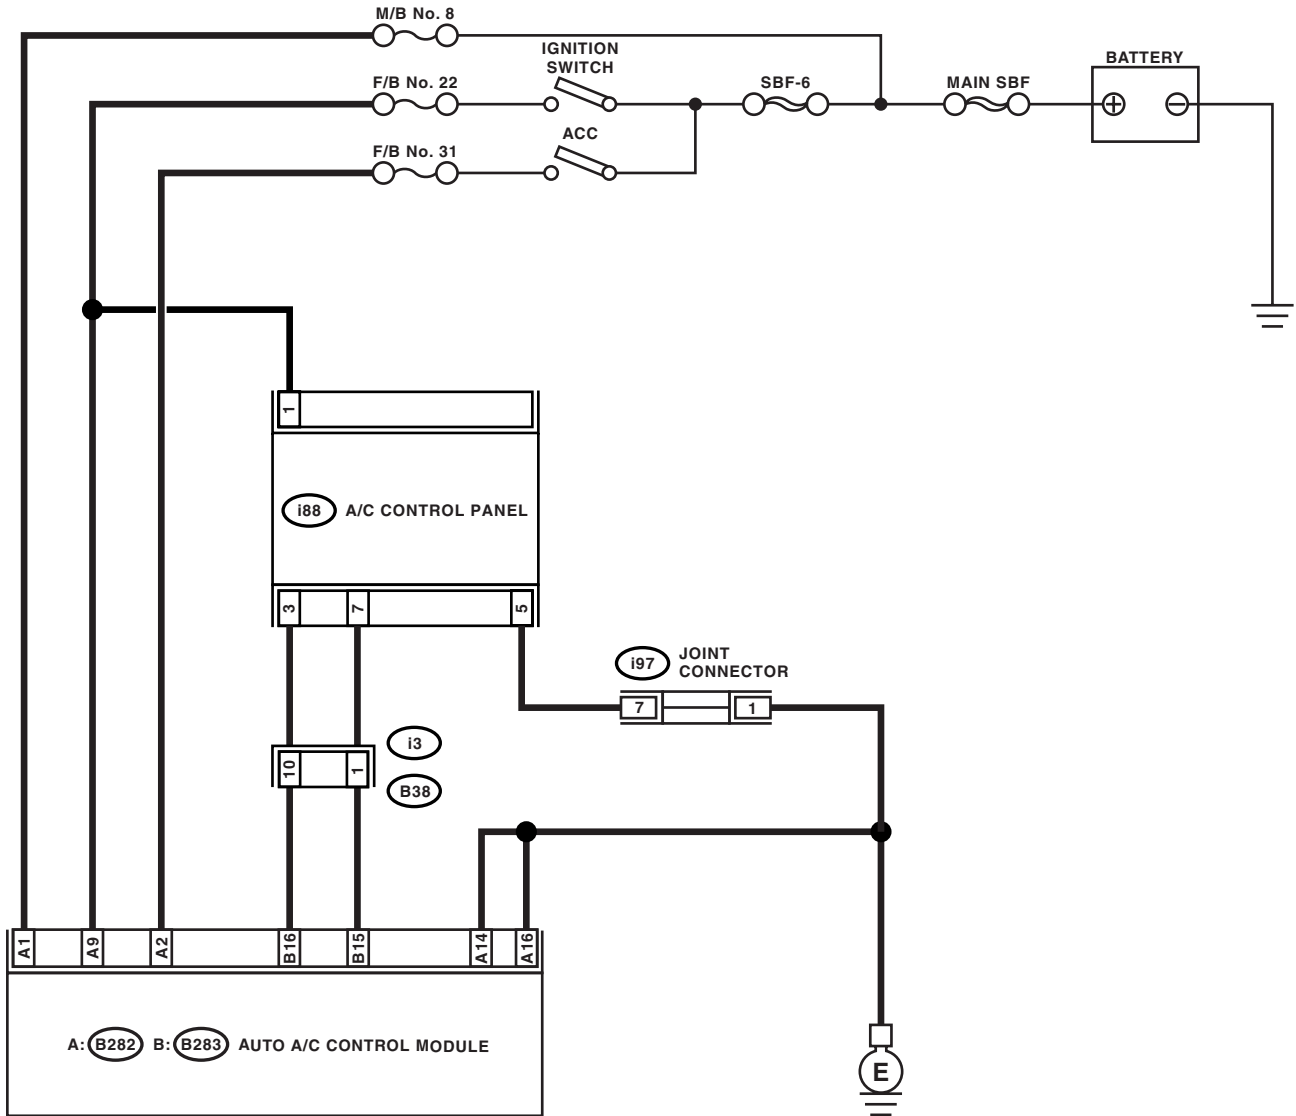 M/B No. 8
IGNITION
SWITCH
F/B No. 22
SBF-6
MAIN SBF
BATTERY
ACC
F/B No. 31
1
i88 A/C CONTROL PANEL
3 7 5
i97 JOINT
CONNECTOR
7 1
i3
10 1
B38
A1 A9 A2 B16 B15 A14 A16
A: B282 B: B283 AUTO A/C CONTROL MODULE
E